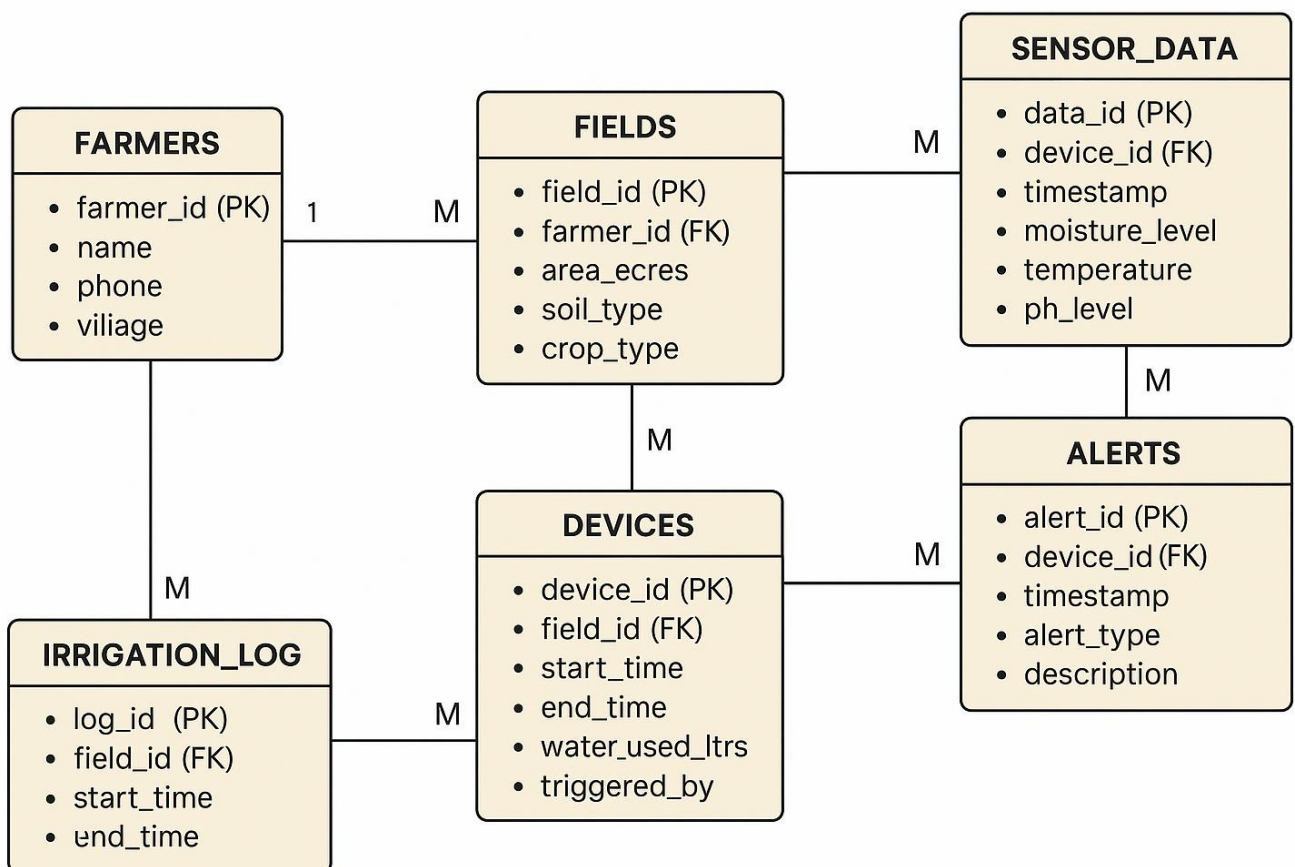 FARMERS
• farmer_id (PK)
• name
• phone
• viliage
1
M
FIELDS
• field_id (PK)
• farmer_id (FK)
• area_ecres
• soil_type
• crop_type
M
SENSOR_DATA
• data_id (PK)
• device_id (FK)
• timestamp
• moisture_level
• temperature
• ph_level
M
M
M
IRRIGATION_LOG
• log_id (PK)
• field_id (FK)
• start_time
• end_time
M
DEVICES
• device_id (PK)
• field_id (FK)
• start_time
• end_time
• water_used_ltrs
• triggered_by
M
ALERTS
• alert_id (PK)
• device_id (FK)
• timestamp
• alert_type
• description